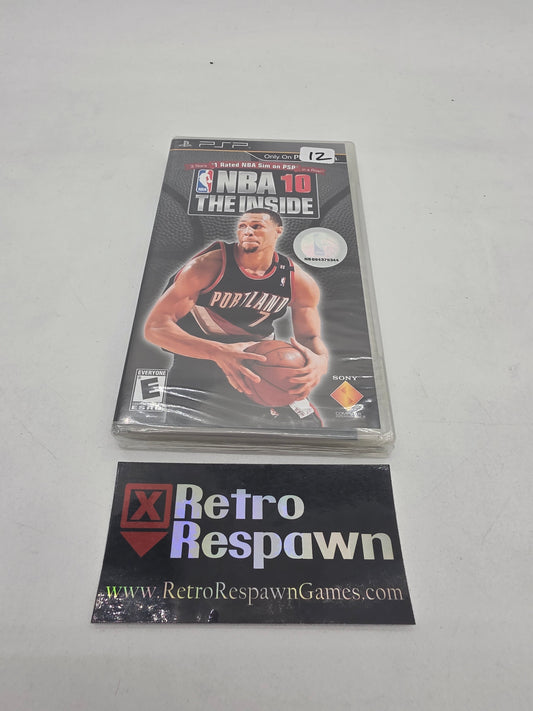 PSP
Only On
12
#1 Rated NBA Sim on PSP
NBA 10
THE INSIDE
NBA
PORTLAND
7
EVERYONE
E
ESRB
SONY
X Retro
Respawn
www.RetroRespawnGames.com